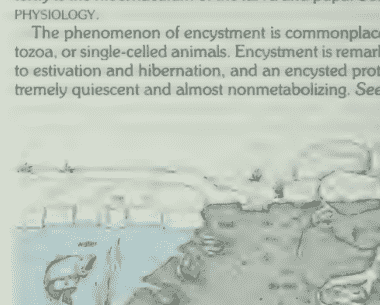 PHYSIOLOGY.
The phenomenon of encystment is commonplac
tozoa, or single-celled animals. Encystment is remark
to estivation and hibernation, and an encysted prot
tremely quiescent and almost nonmetabolizing. See
water